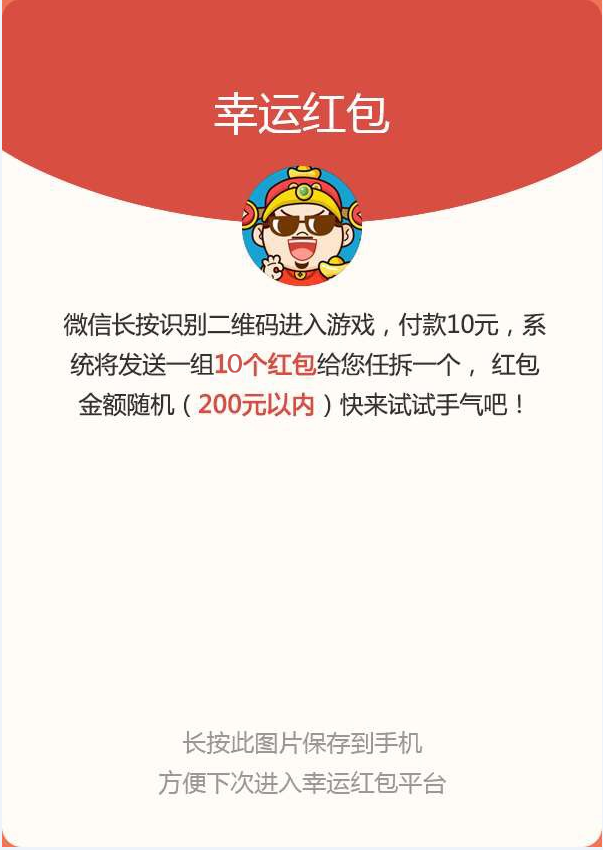 幸运红包
微信长按识别二维码进入游戏，付款10元，系
统将发送一组10个红包给您任拆一个， 红包
金额随机（200元以内）快来试试手气吧！
长按此图片保存到手机
方便下次进入幸运红包平台